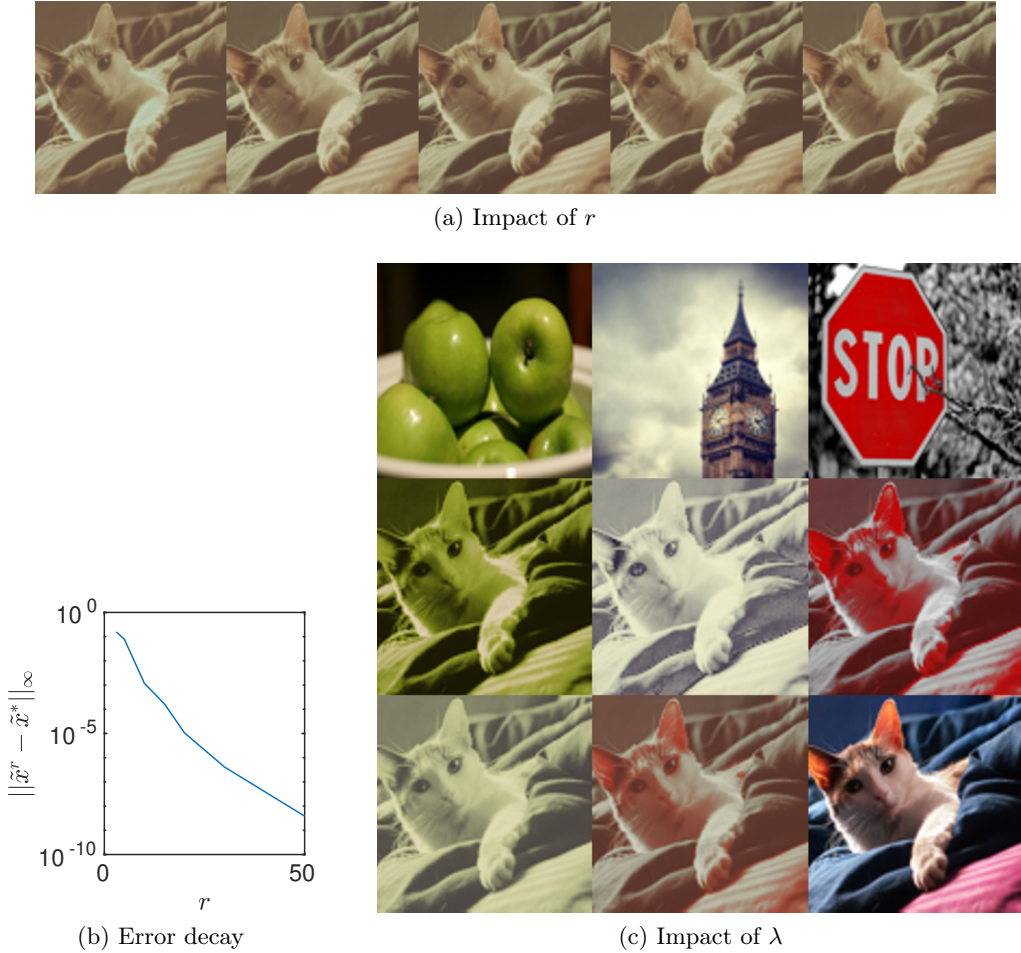 (a) Impact of r
STOP
10^0
10^-5
10^-10
||x̃^r − x̃^*||_∞
0
50
r
(b) Error decay
(c) Impact of λ